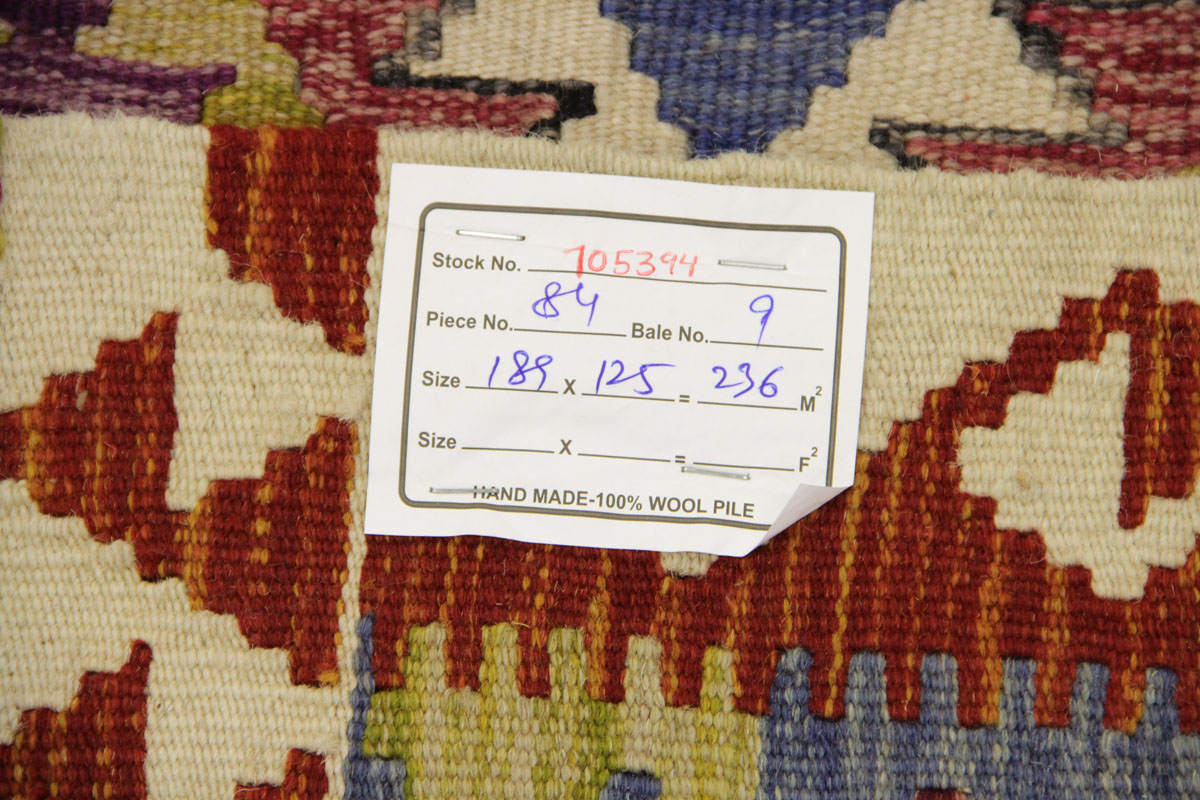 Stock No. 105394
Piece No. 84 Bale No. 9
Size 189 X 125 = 236 M²
Size X = F²
HAND MADE-100% WOOL PILE